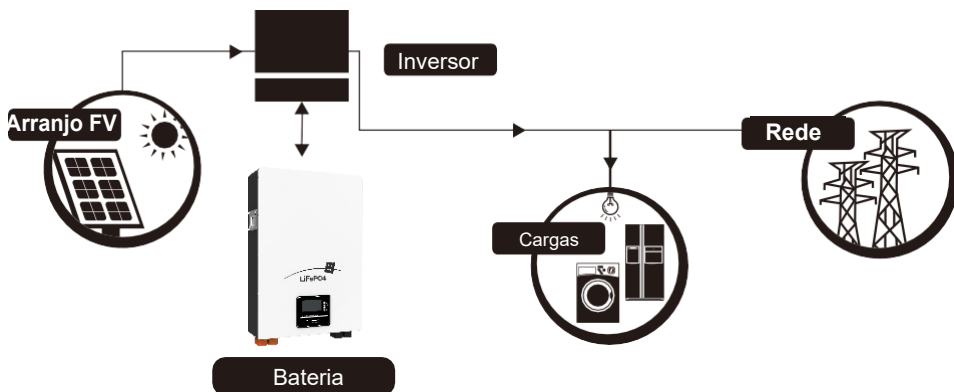 Inversor
Arranjo FV
Rede
Cargas
LiFePO4
Bateria